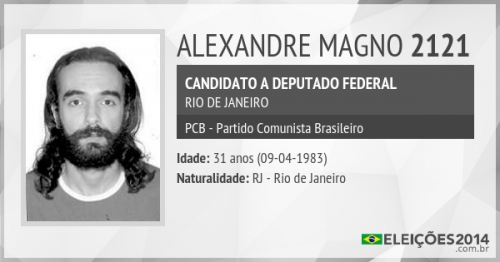 ALEXANDRE MAGNO 2121
CANDIDATO A DEPUTADO FEDERAL
RIO DE JANEIRO
PCB - Partido Comunista Brasileiro
Idade: 31 anos (09-04-1983)
Naturalidade: RJ - Rio de Janeiro
ELEIÇÕES2014
.com.br